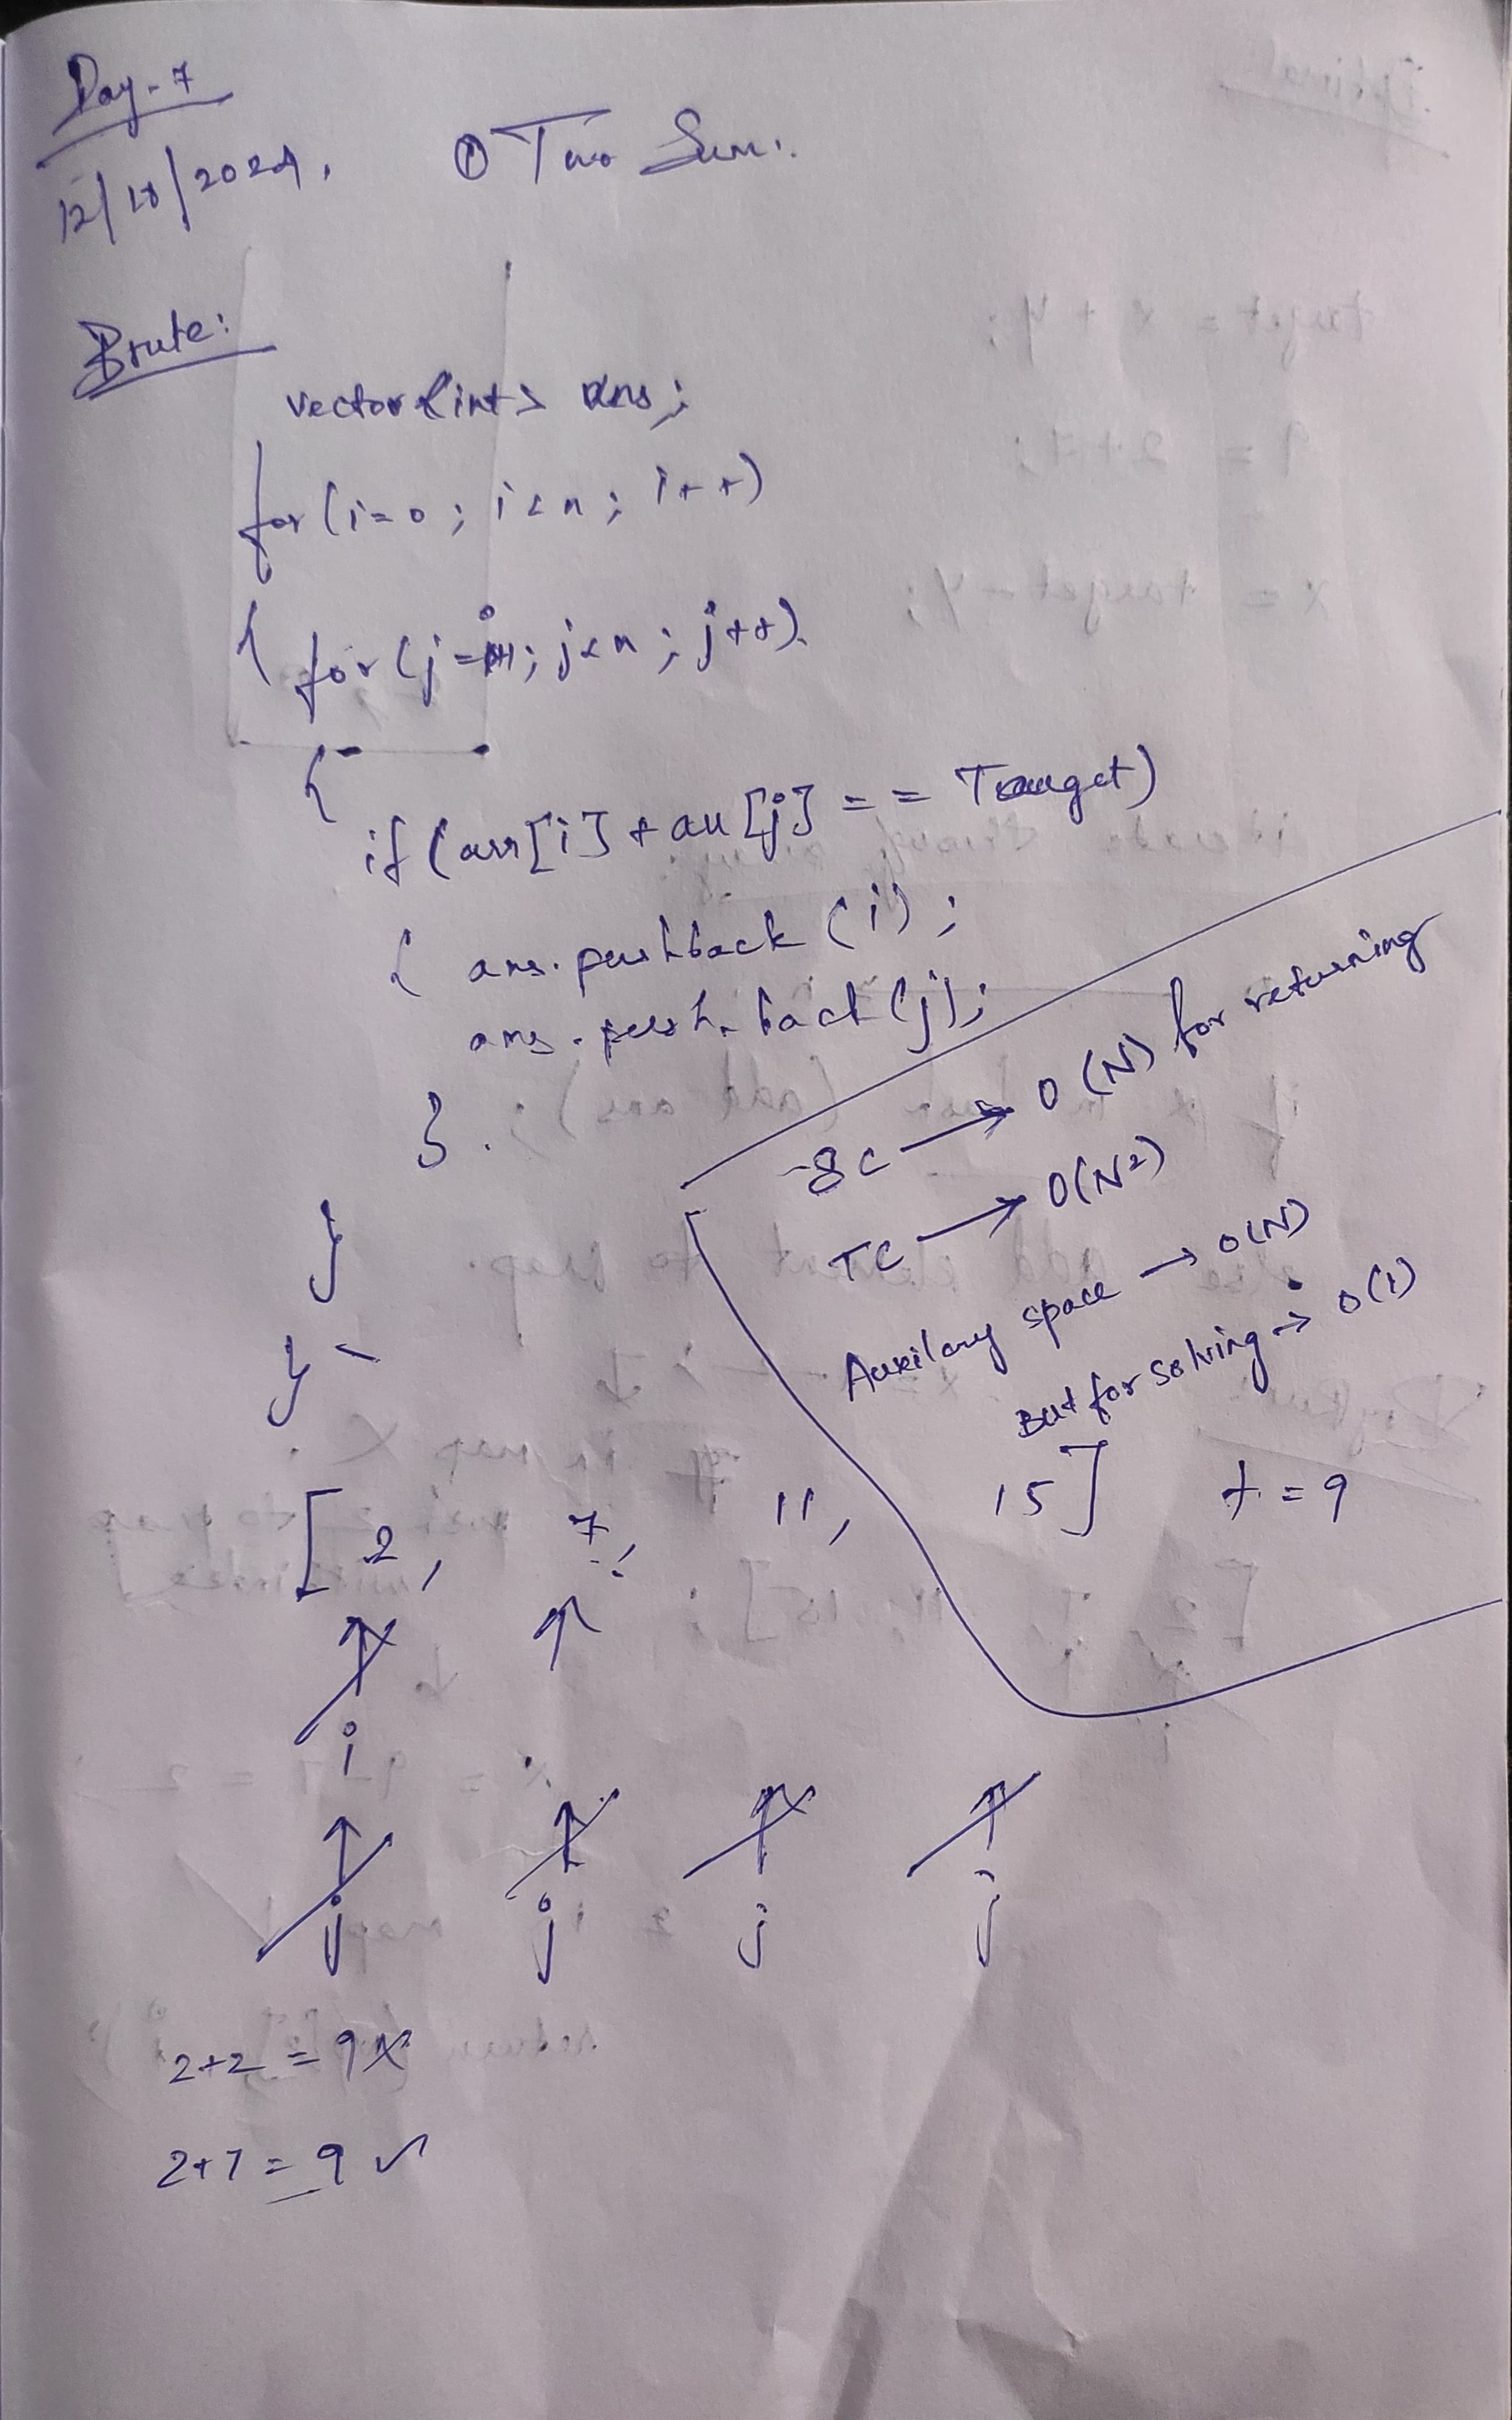 Day-7
12/10/2024,
① Two Sum.
Brute:
vector<int> ans;
for (i=0; i<n; i++)
{ for (j=i+1; j<n; j++)
{
if (arr[i] + arr[j] == Target)
{ ans.pushback (i);
ans.push_back (j);
}
}
}
SC → O(N) for returning
TC → O(N²)
Auxilary space → O(N)
But for solving → O(1)
[2, 7, 11, 15] t=9
i
j j j j
2+2 = 9 X
2+7 = 9 ✓